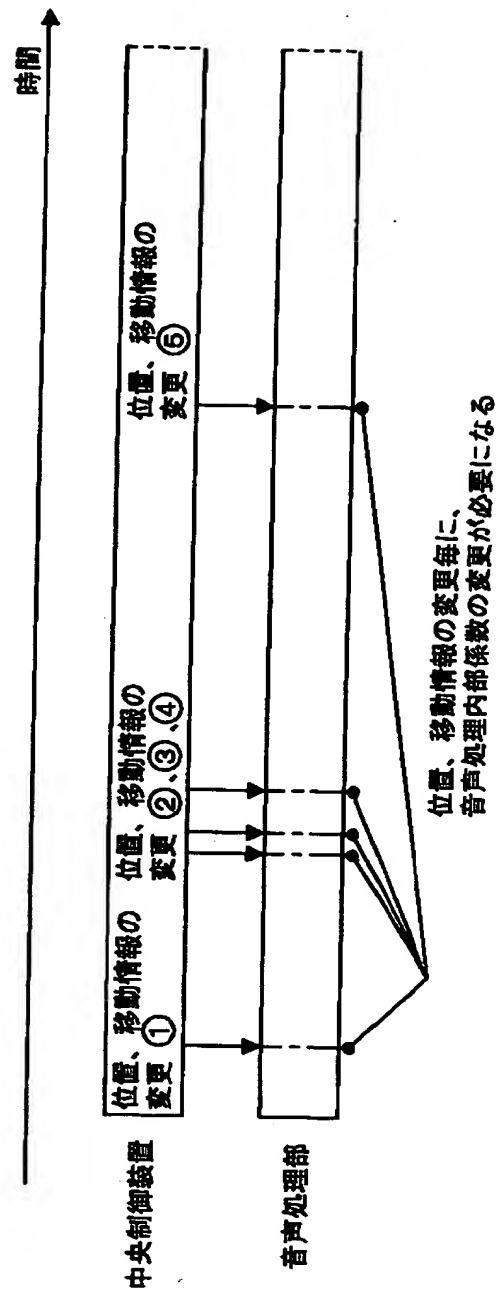 時間
中央制御装置
位置、移動情報の
変更①
位置、移動情報の
変更②、③、④
位置、移動情報の
変更⑤
音声処理部
位置、移動情報の変更毎に、
音声処理内部係数の変更が必要になる